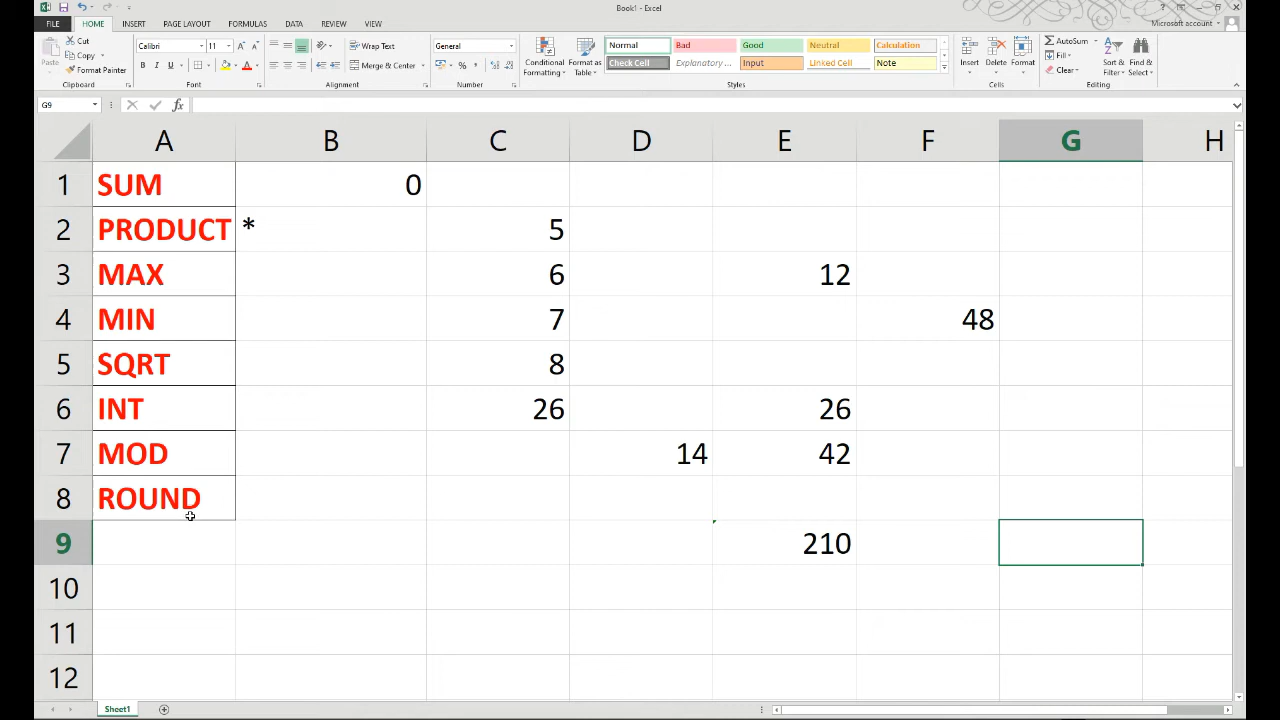 Book1 - Excel
FILE HOME INSERT PAGE LAYOUT FORMULAS DATA REVIEW VIEW Microsoft account
Paste Cut Copy Format Painter Clipboard
Calibri 11 A A B I U A Font
Wrap Text Merge & Center Alignment
General % , Number
Conditional Formatting Format as Table
Normal Bad Good Neutral Calculation
Check Cell Explanatory ... Input Linked Cell Note
Styles
Insert Delete Format Cells
AutoSum Fill Clear Sort & Filter Find & Select Editing
G9 fx
A B C D E F G H
1 SUM 0
2 PRODUCT * 5
3 MAX 6 12
4 MIN 7 48
5 SQRT 8
6 INT 26 26
7 MOD 14 42
8 ROUND
9 210
10
11
12
Sheet1